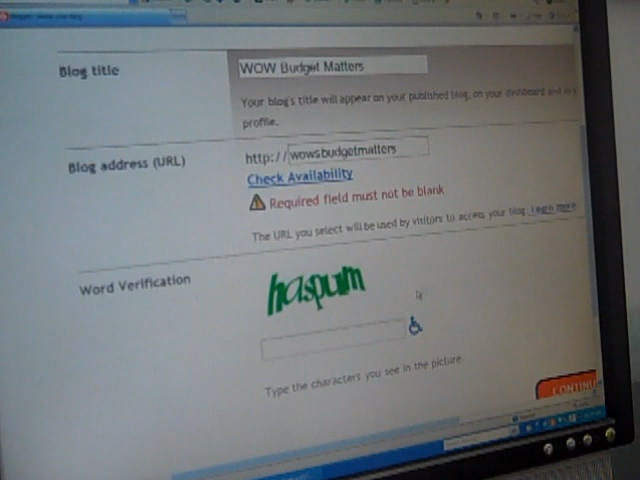 Blog title
WOW Budget Matters
Your blog's title will appear on your published blog, on your dashboard and in y
profile.
Blog address (URL)
http:// wowsbudgetmatters
Check Availability
Required field must not be blank
The URL you select will be used by visitors to access your blog. Learn more
Word Verification
haspum
Type the characters you see in the picture.
CONTINU